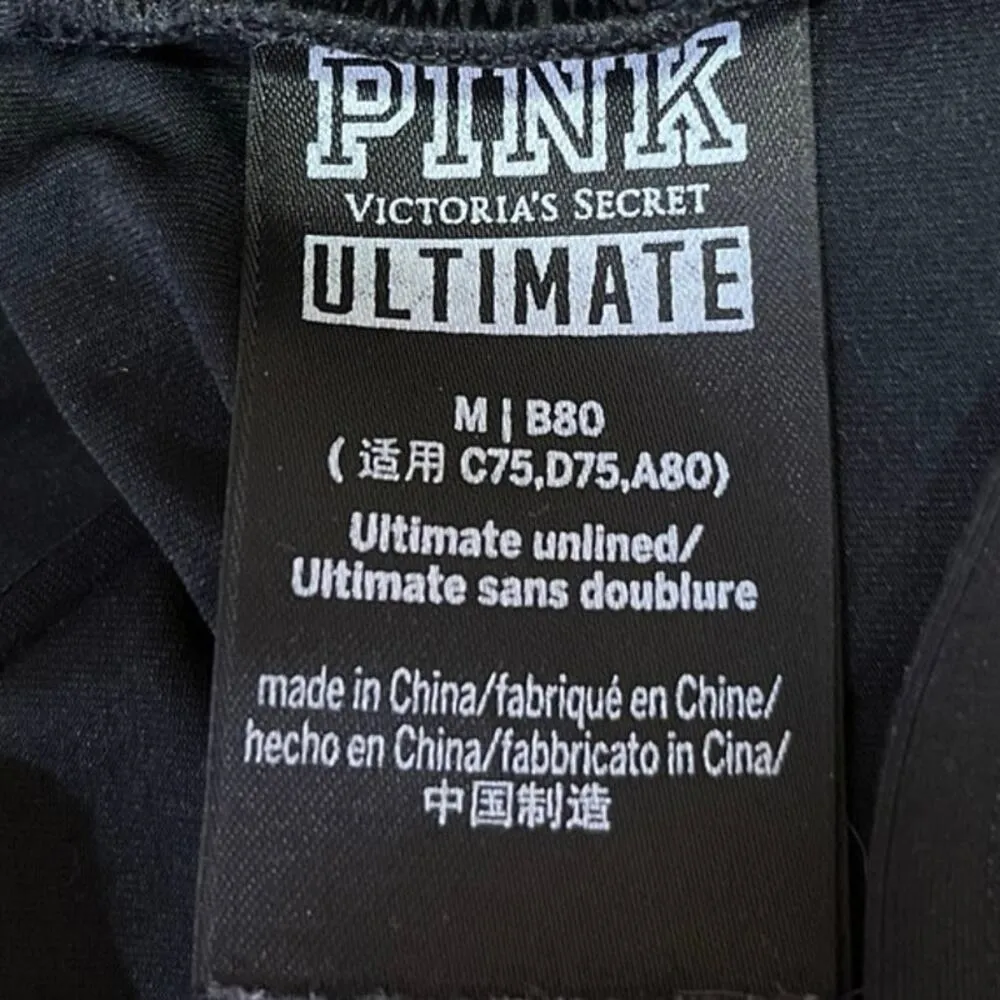 PINK
VICTORIA'S SECRET
ULTIMATE
M | B80
( 适用 C75,D75,A80)
Ultimate unlined/
Ultimate sans doublure
made in China/fabriqué en Chine/
hecho en China/fabbricato in Cina/
中国制造